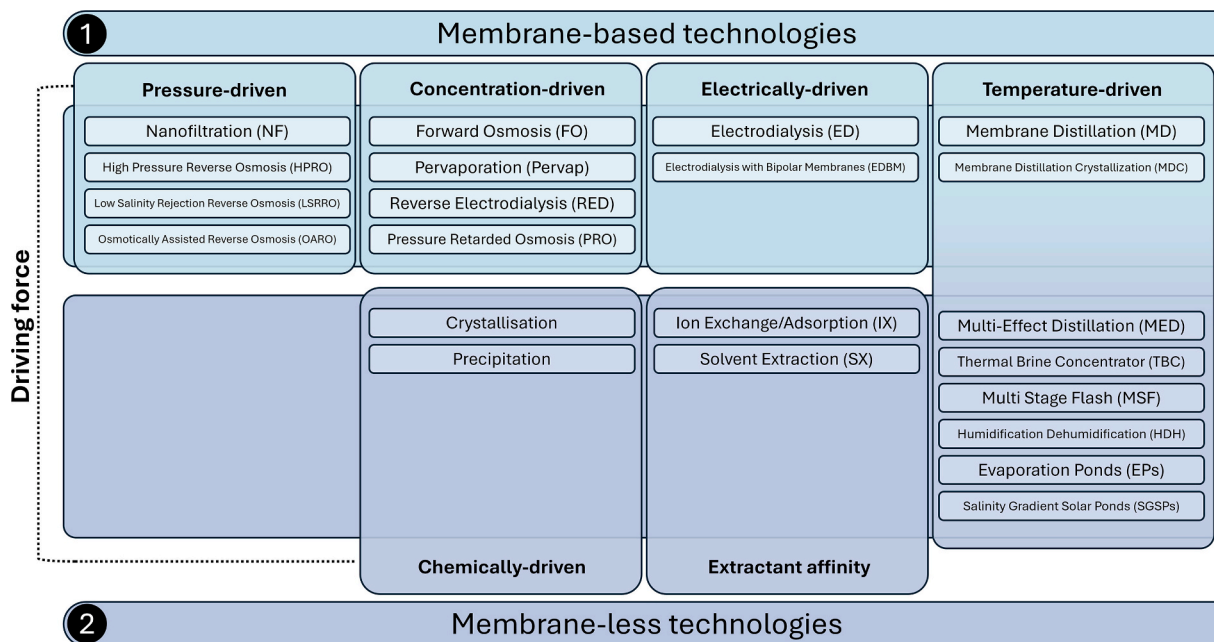 1
Membrane-based technologies
Pressure-driven
Nanofiltration (NF)
High Pressure Reverse Osmosis (HPRO)
Low Salinity Rejection Reverse Osmosis (LSRRO)
Osmotically Assisted Reverse Osmosis (OARO)
Concentration-driven
Forward Osmosis (FO)
Pervaporation (Pervap)
Reverse Electrodialysis (RED)
Pressure Retarded Osmosis (PRO)
Electrically-driven
Electrodialysis (ED)
Electrodialysis with Bipolar Membranes (EDBM)
Temperature-driven
Membrane Distillation (MD)
Membrane Distillation Crystallization (MDC)
Driving force
Crystallisation
Precipitation
Chemically-driven
Ion Exchange/Adsorption (IX)
Solvent Extraction (SX)
Extractant affinity
Multi-Effect Distillation (MED)
Thermal Brine Concentrator (TBC)
Multi Stage Flash (MSF)
Humidification Dehumidification (HDH)
Evaporation Ponds (EPs)
Salinity Gradient Solar Ponds (SGSPs)
2
Membrane-less technologies